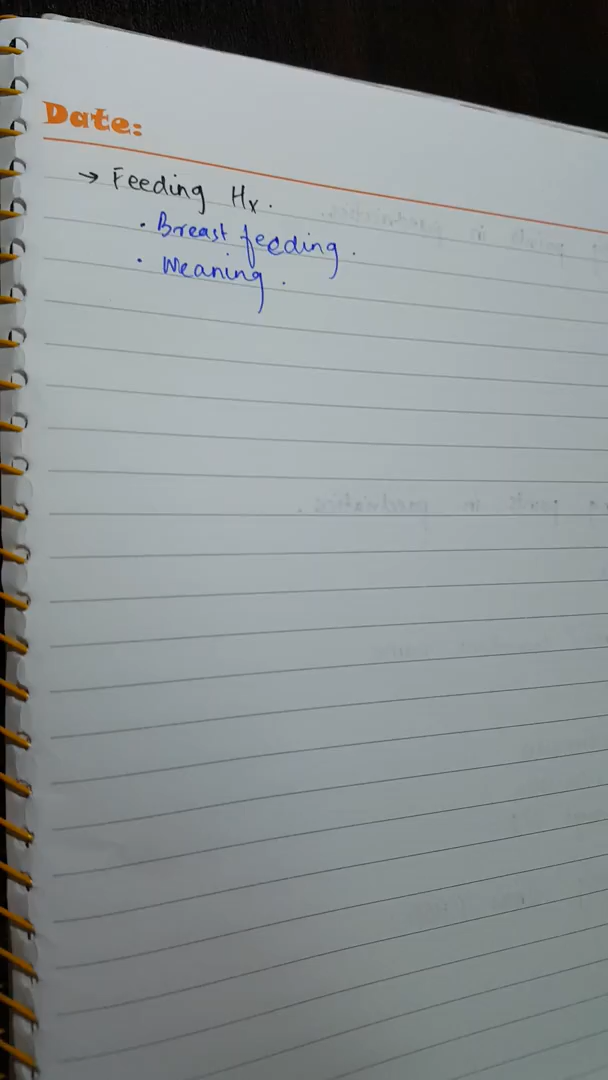 Date:
→ Feeding Hx.
• Breast feeding.
• Weaning.